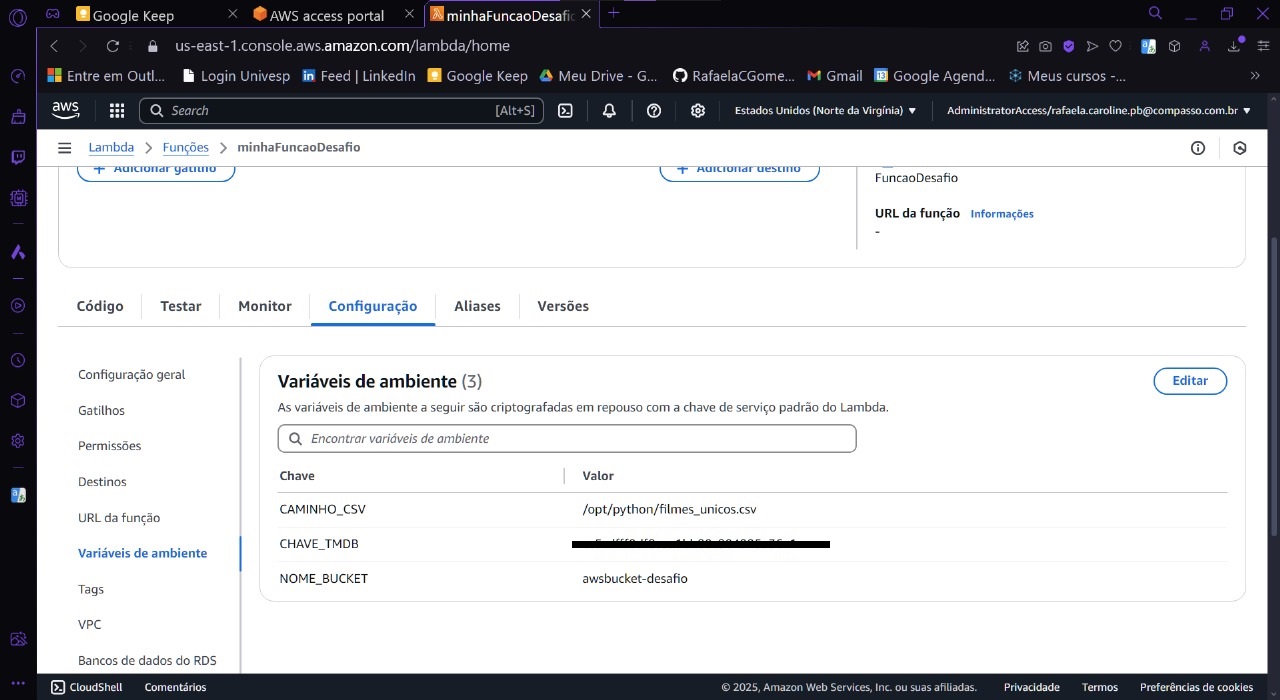 Google Keep
AWS access portal
minhaFuncaoDesafi
us-east-1.console.aws.amazon.com/lambda/home
Entre em Outl...
Login Univesp
Feed | LinkedIn
Google Keep
Meu Drive - G...
RafaelaCGome...
Gmail
Google Agend...
Meus cursos -...
aws
Search
[Alt+S]
Estados Unidos (Norte da Virgínia)
AdministratorAccess/rafaela.caroline.pb@compasso.com.br
Lambda
Funções
minhaFuncaoDesafio
Adicionar gatilho
Adicionar destino
FuncaoDesafio
URL da função Informações
-
Código
Testar
Monitor
Configuração
Aliases
Versões
Configuração geral
Gatilhos
Permissões
Destinos
URL da função
Variáveis de ambiente
Tags
VPC
Bancos de dados do RDS
Variáveis de ambiente (3)
Editar
As variáveis de ambiente a seguir são criptografadas em repouso com a chave de serviço padrão do Lambda.
Encontrar variáveis de ambiente
Chave Valor
CAMINHO_CSV /opt/python/filmes_unicos.csv
CHAVE_TMDB
NOME_BUCKET awsbucket-desafio
CloudShell
Comentários
© 2025, Amazon Web Services, Inc. ou suas afiliadas.
Privacidade
Termos
Preferências de cookies